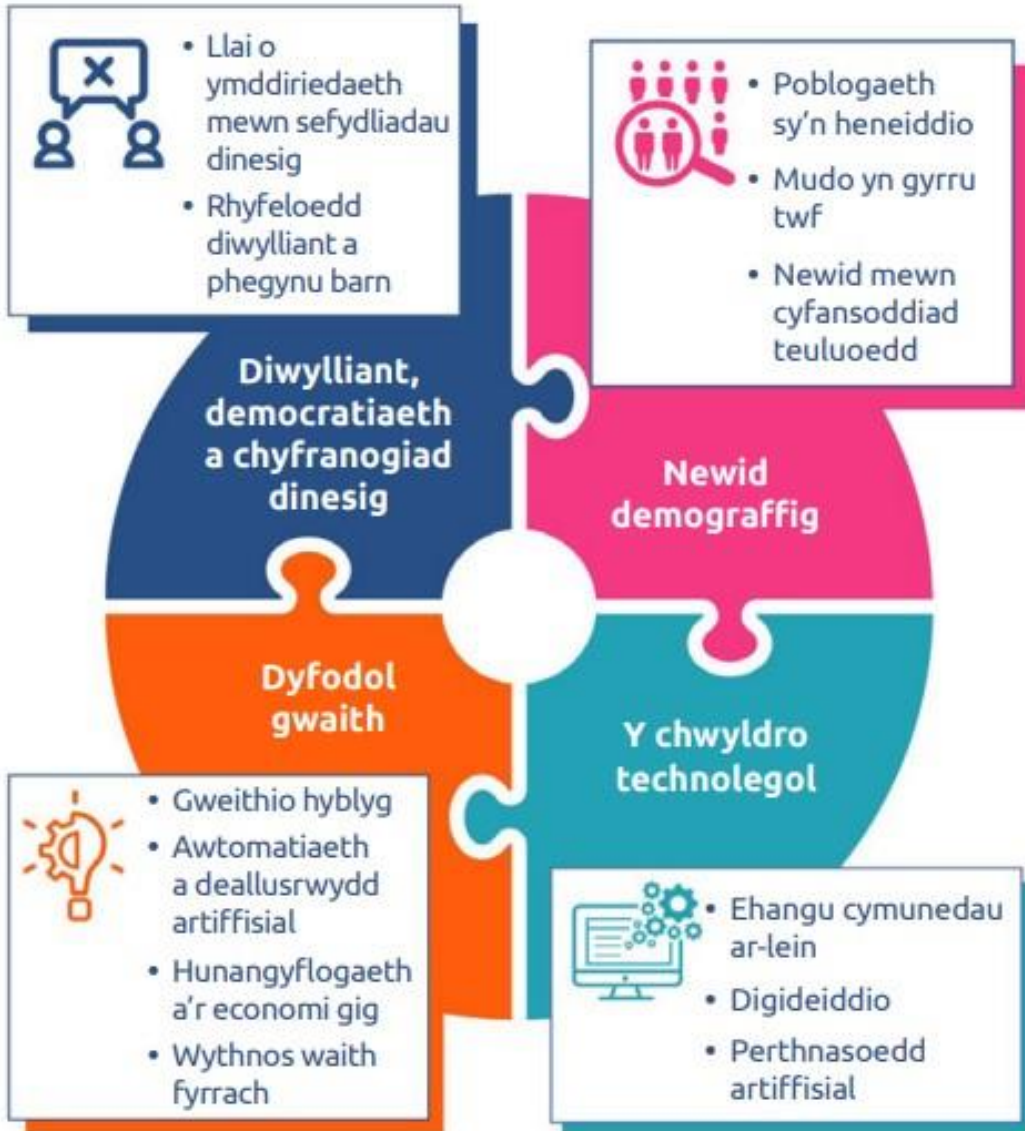 • Llai o
ymddiriedaeth
mewn sefydliadau
dinesig
• Rhyfeloedd
diwylliant a
phegynu barn
Diwylliant,
democratiaeth
a chyfranogiad
dinesig
• Poblogaeth
sy'n heneiddio
• Mudo yn gyrru
twf
• Newid mewn
cyfansoddiad
teuluoedd
Newid
demograffig
Dyfodol
gwaith
• Gweithio hyblyg
• Awtomatiaeth
a deallusrwydd
artiffisial
• Hunangyflogaeth
a'r economi gig
• Wythnos waith
fyrrach
Y chwyldro
technolegol
• Ehangu cymunedau
ar-lein
• Digideiddio
• Perthnasoedd
artiffisial